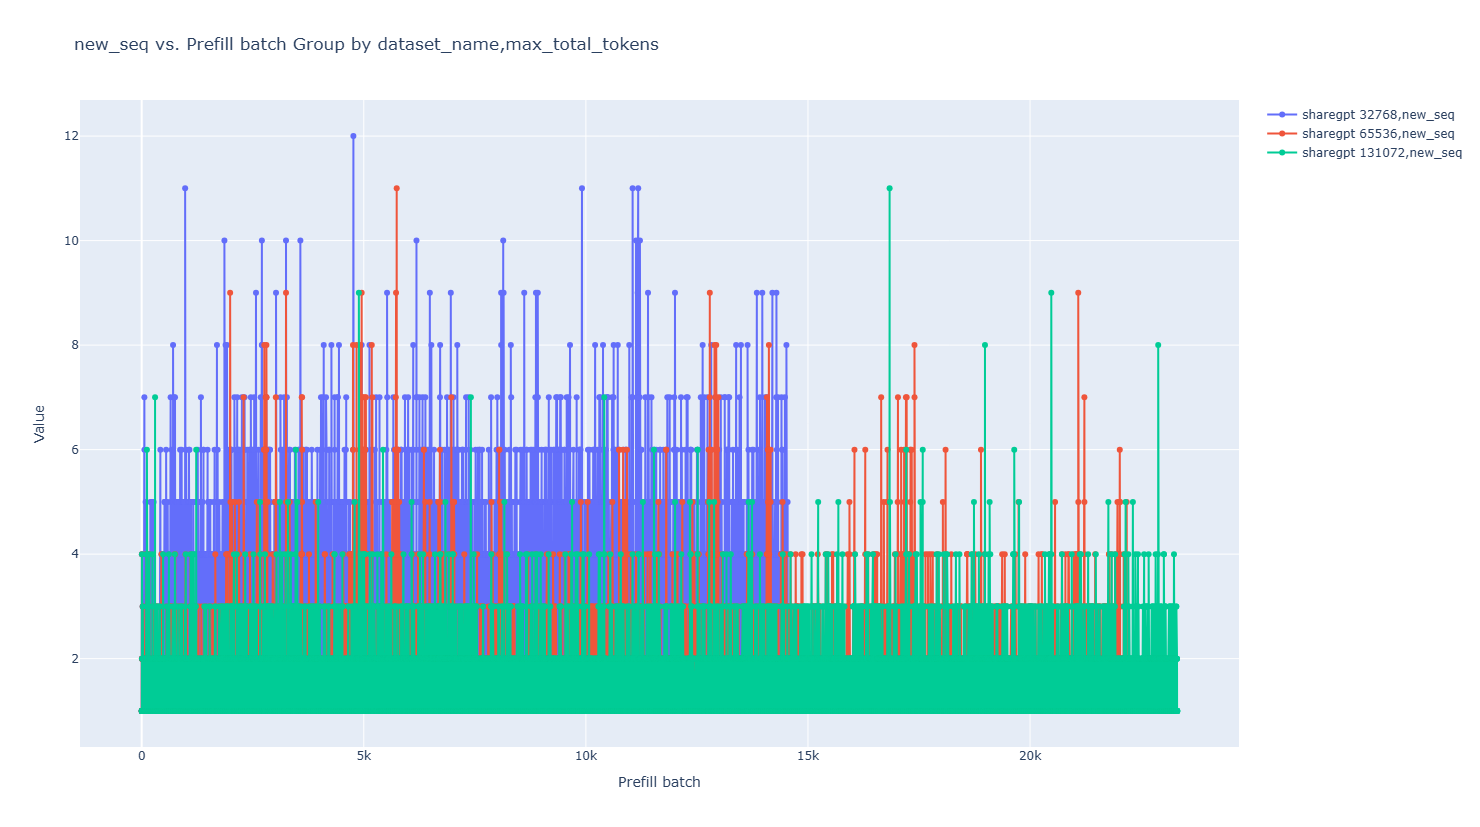 new_seq vs. Prefill batch Group by dataset_name,max_total_tokens
sharegpt 32768,new_seq
sharegpt 65536,new_seq
sharegpt 131072,new_seq
12
10
8
6
4
2
Value
0
5k
10k
15k
20k
Prefill batch